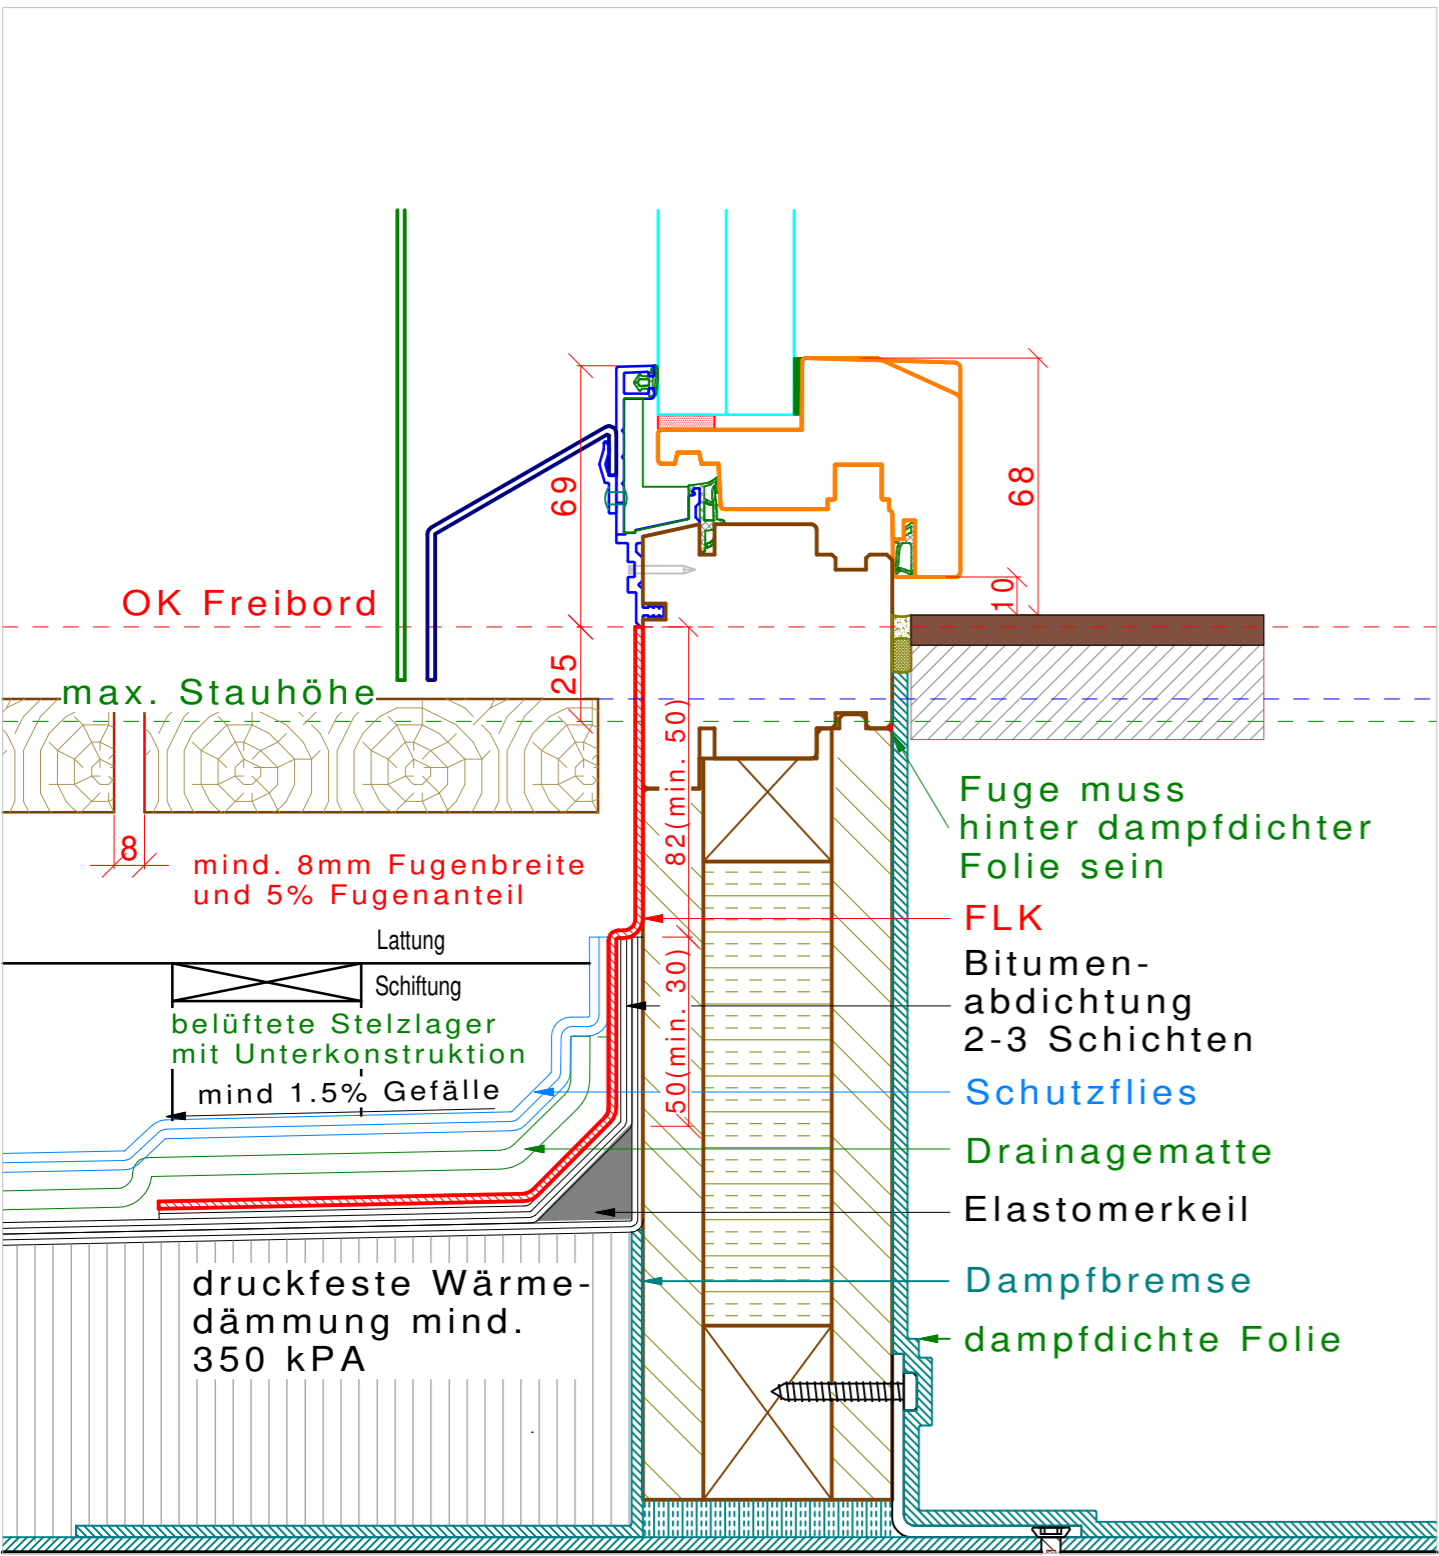 69
68
10
OK Freibord
25
max. Stauhöhe
82(min. 50)
8
mind. 8mm Fugenbreite
und 5% Fugenanteil
Fuge muss
hinter dampfdichter
Folie sein
FLK
Lattung
Schiftung
50(min. 30)
Bitumen-
abdichtung
2-3 Schichten
belüftete Stelzlager
mit Unterkonstruktion
mind 1.5% Gefälle
Schutzflies
Drainagematte
Elastomerkeil
druckfeste Wärme-
dämmung mind.
350 kPA
Dampfbremse
dampfdichte Folie